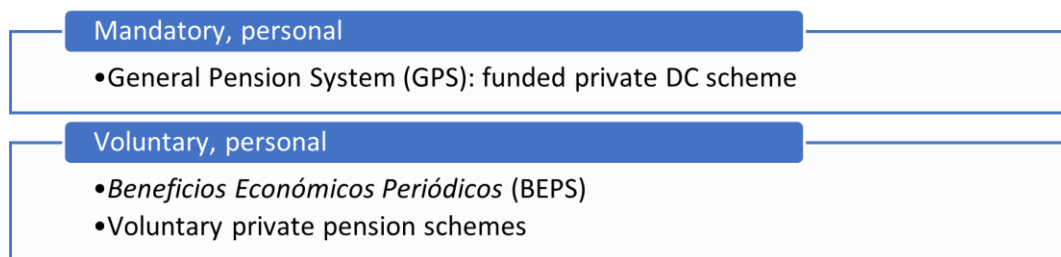 Mandatory, personal
•General Pension System (GPS): funded private DC scheme
Voluntary, personal
•Beneficios Económicos Periódicos (BEPS)
•Voluntary private pension schemes